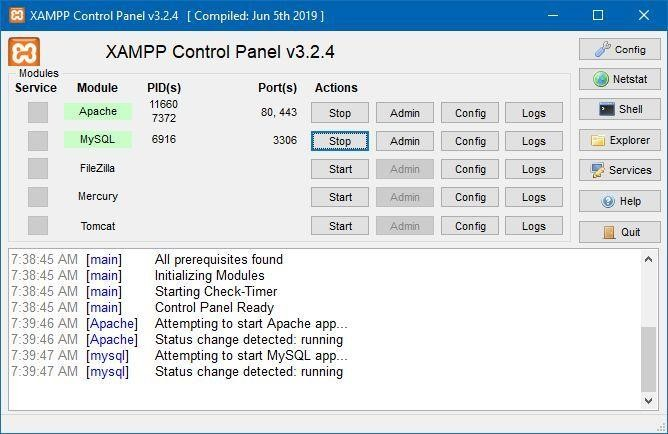 XAMPP Control Panel v3.2.4 [ Compiled: Jun 5th 2019 ]
XAMPP Control Panel v3.2.4
Config
Modules
Service Module PID(s) Port(s) Actions
Netstat
Apache 11660 7372 80, 443 Stop Admin Config Logs
Shell
MySQL 6916 3306 Stop Admin Config Logs
Explorer
FileZilla Start Admin Config Logs
Services
Mercury Start Admin Config Logs
Help
Tomcat Start Admin Config Logs
Quit
7:38:45 AM [main] All prerequisites found
7:38:45 AM [main] Initializing Modules
7:38:45 AM [main] Starting Check-Timer
7:38:45 AM [main] Control Panel Ready
7:39:46 AM [Apache] Attempting to start Apache app...
7:39:46 AM [Apache] Status change detected: running
7:39:47 AM [mysql] Attempting to start MySQL app...
7:39:47 AM [mysql] Status change detected: running